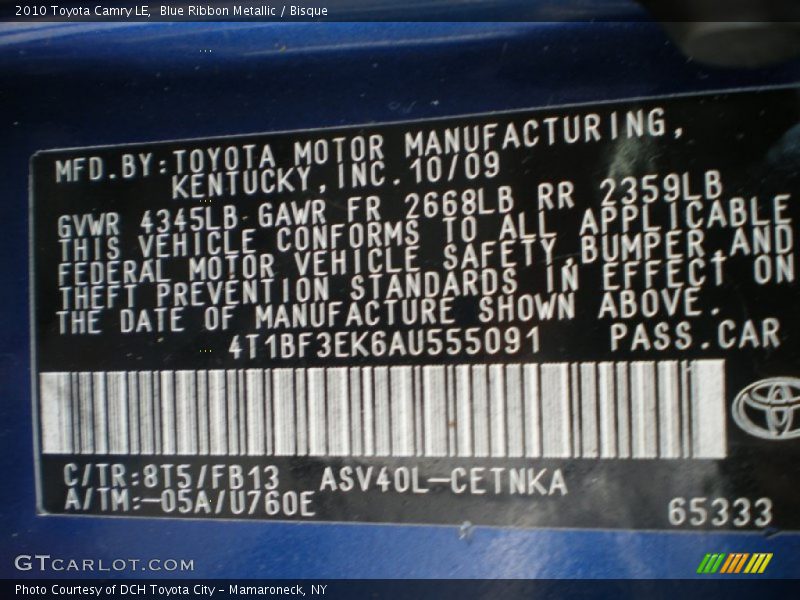 2010 Toyota Camry LE,  Blue Ribbon Metallic / Bisque
MFD.BY:TOYOTA MOTOR MANUFACTURING,
KENTUCKY,INC.10/09
GVWR 4345LB GAWR FR 2668LB RR 2359LB
THIS VEHICLE CONFORMS TO ALL APPLICABLE
FEDERAL MOTOR VEHICLE SAFETY,BUMPER,AND
THEFT PREVENTION STANDARDS IN EFFECT ON
THE DATE OF MANUFACTURE SHOWN ABOVE.
4T1BF3EK6AU555091 PASS.CAR
C/TR:8T5/FB13 ASV40L-CETNKA
A/TM:-05A/U760E
65333
GTCARLOT.COM
Photo Courtesy of DCH Toyota City – Mamaroneck, NY